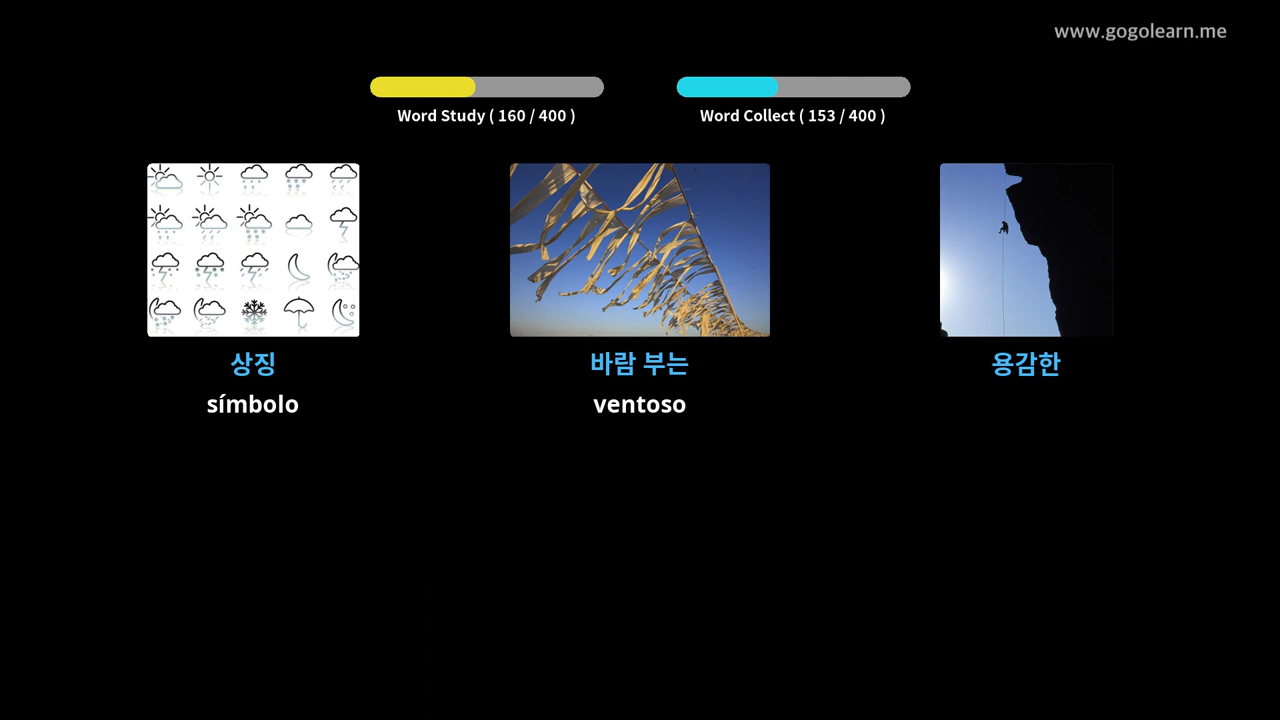 www.gogolearn.me
Word Study ( 160 / 400 )
Word Collect ( 153 / 400 )
상징
바람 부는
용감한
símbolo
ventoso